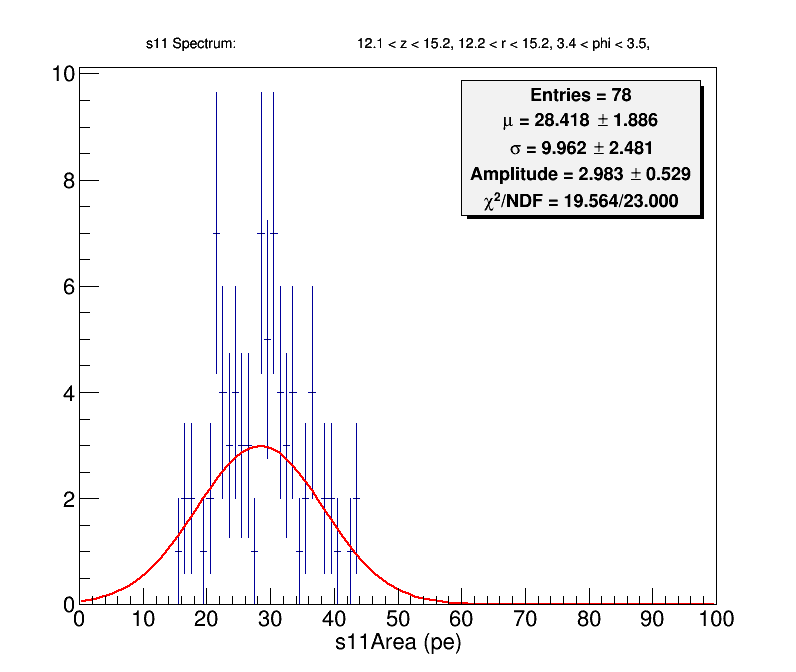 s11 Spectrum: 12.1 < z < 15.2, 12.2 < r < 15.2, 3.4 < phi < 3.5,
Entries = 78
μ = 28.418 ± 1.886
σ = 9.962 ± 2.481
Amplitude = 2.983 ± 0.529
χ²/NDF = 19.564/23.000
10
8
6
4
2
0
0 10 20 30 40 50 60 70 80 90 100
s11Area (pe)